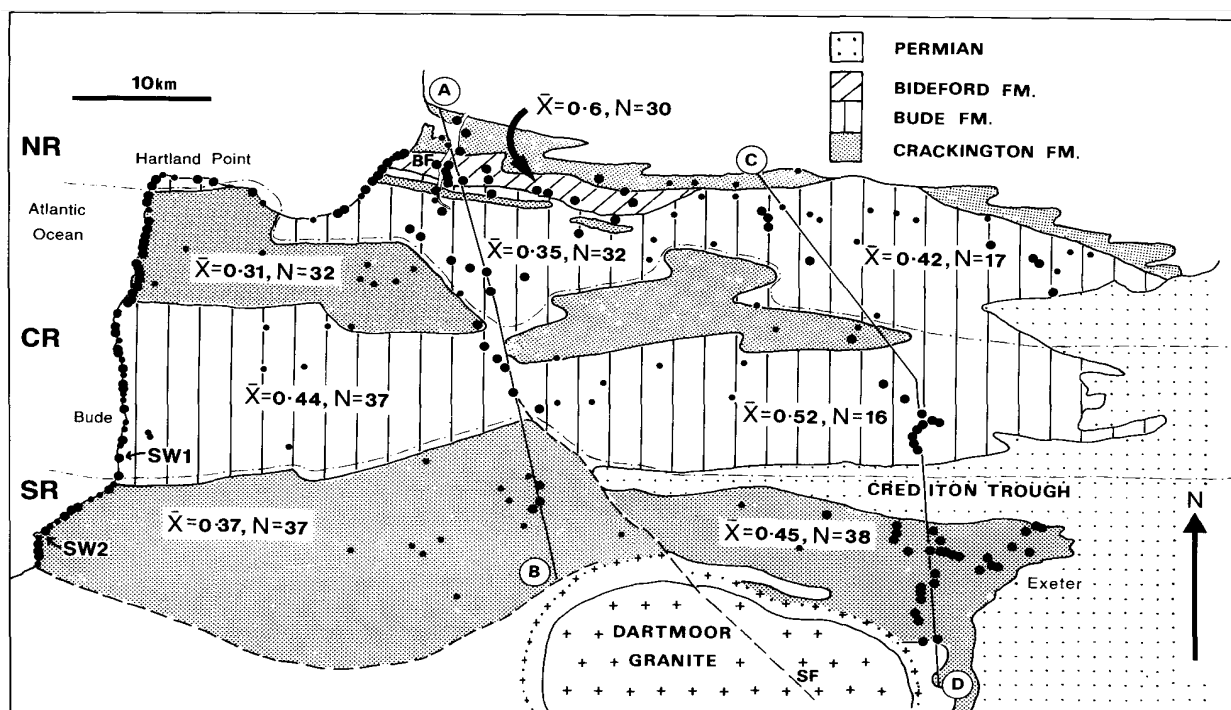 PERMIAN
BIDEFORD FM.
BUDE FM.
CRACKINGTON FM.
10km
A
X̄=0·6, N=30
NR
Hartland Point
BF
C
Atlantic
Ocean
X̄=0·31, N=32
X̄=0·35, N=32
X̄=0·42, N=17
CR
X̄=0·44, N=37
X̄=0·52, N=16
Bude
SW1
SR
CREDITON TROUGH
N
X̄=0·37, N=37
X̄=0·45, N=38
SW2
B
Exeter
DARTMOOR
GRANITE
SF
D